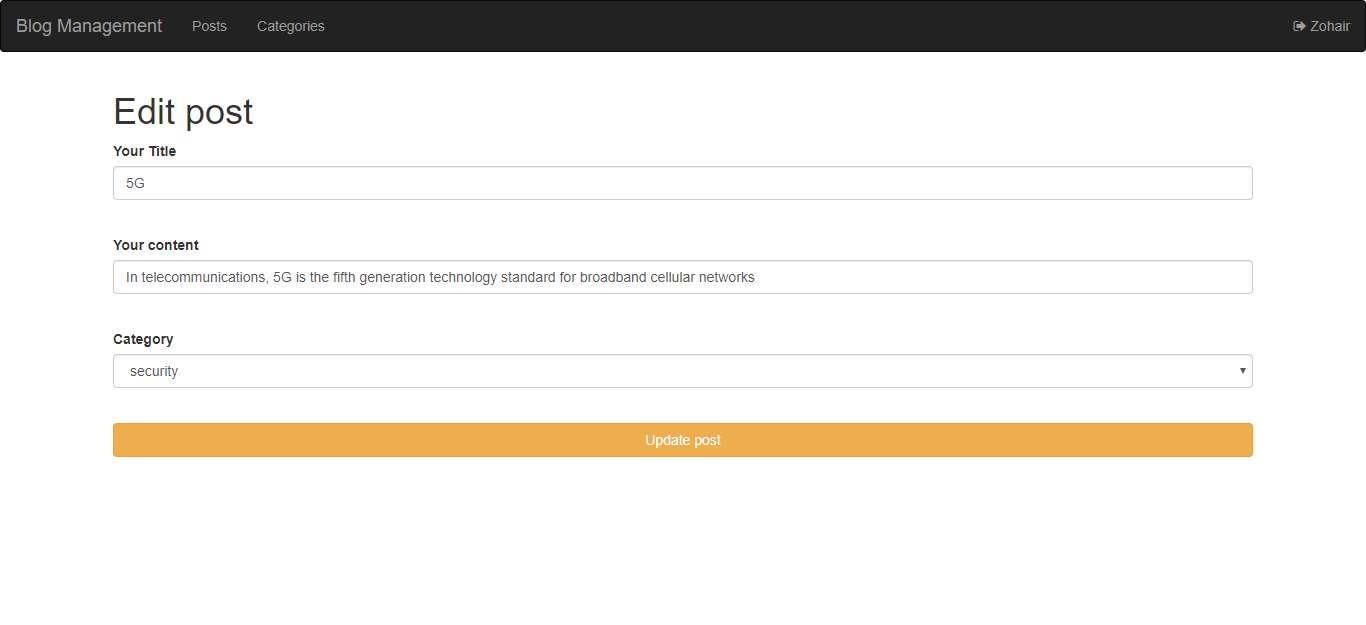 Blog Management Posts Categories Zohair
Edit post
Your Title
5G
Your content
In telecommunications, 5G is the fifth generation technology standard for broadband cellular networks
Category
security
Update post